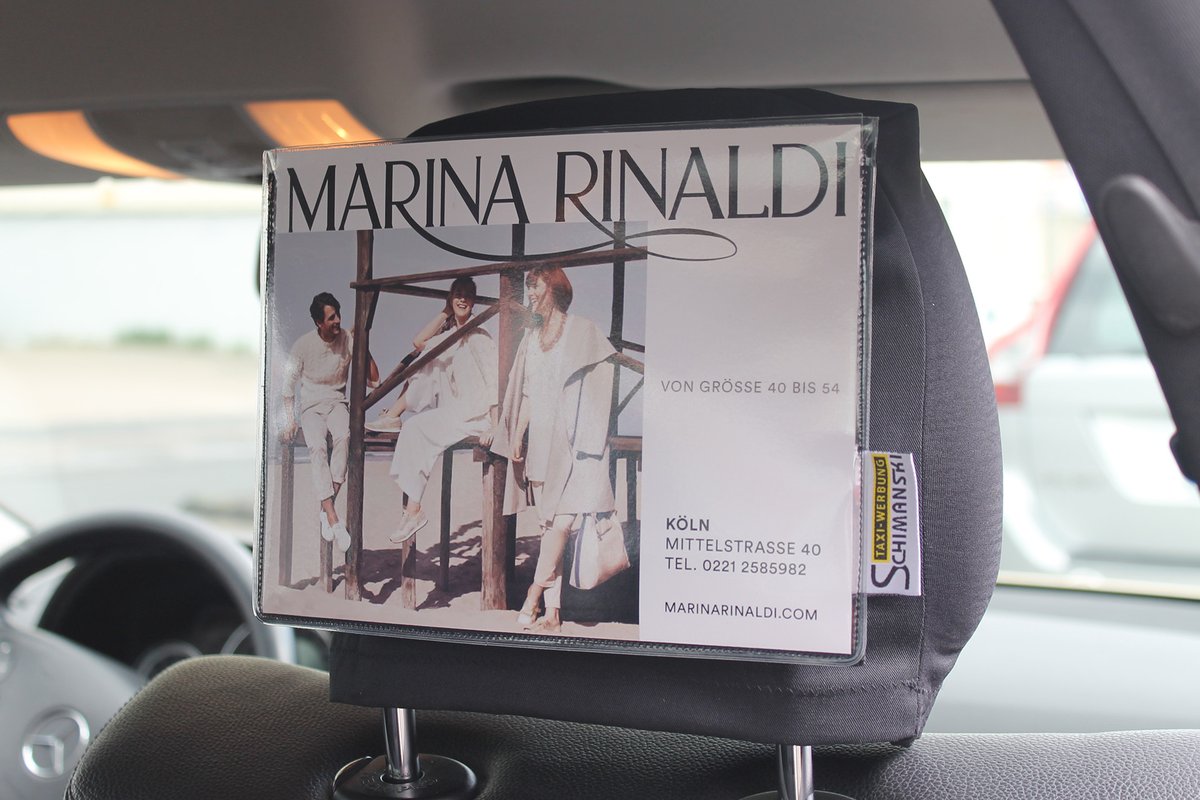 MARINA RINALDI
VON GRÖSSE 40 BIS 54
KÖLN
MITTELSTRASSE 40
TEL. 0221 2585982
MARINARINALDI.COM
TAXI-WERBUNG
SCHIMANSKI